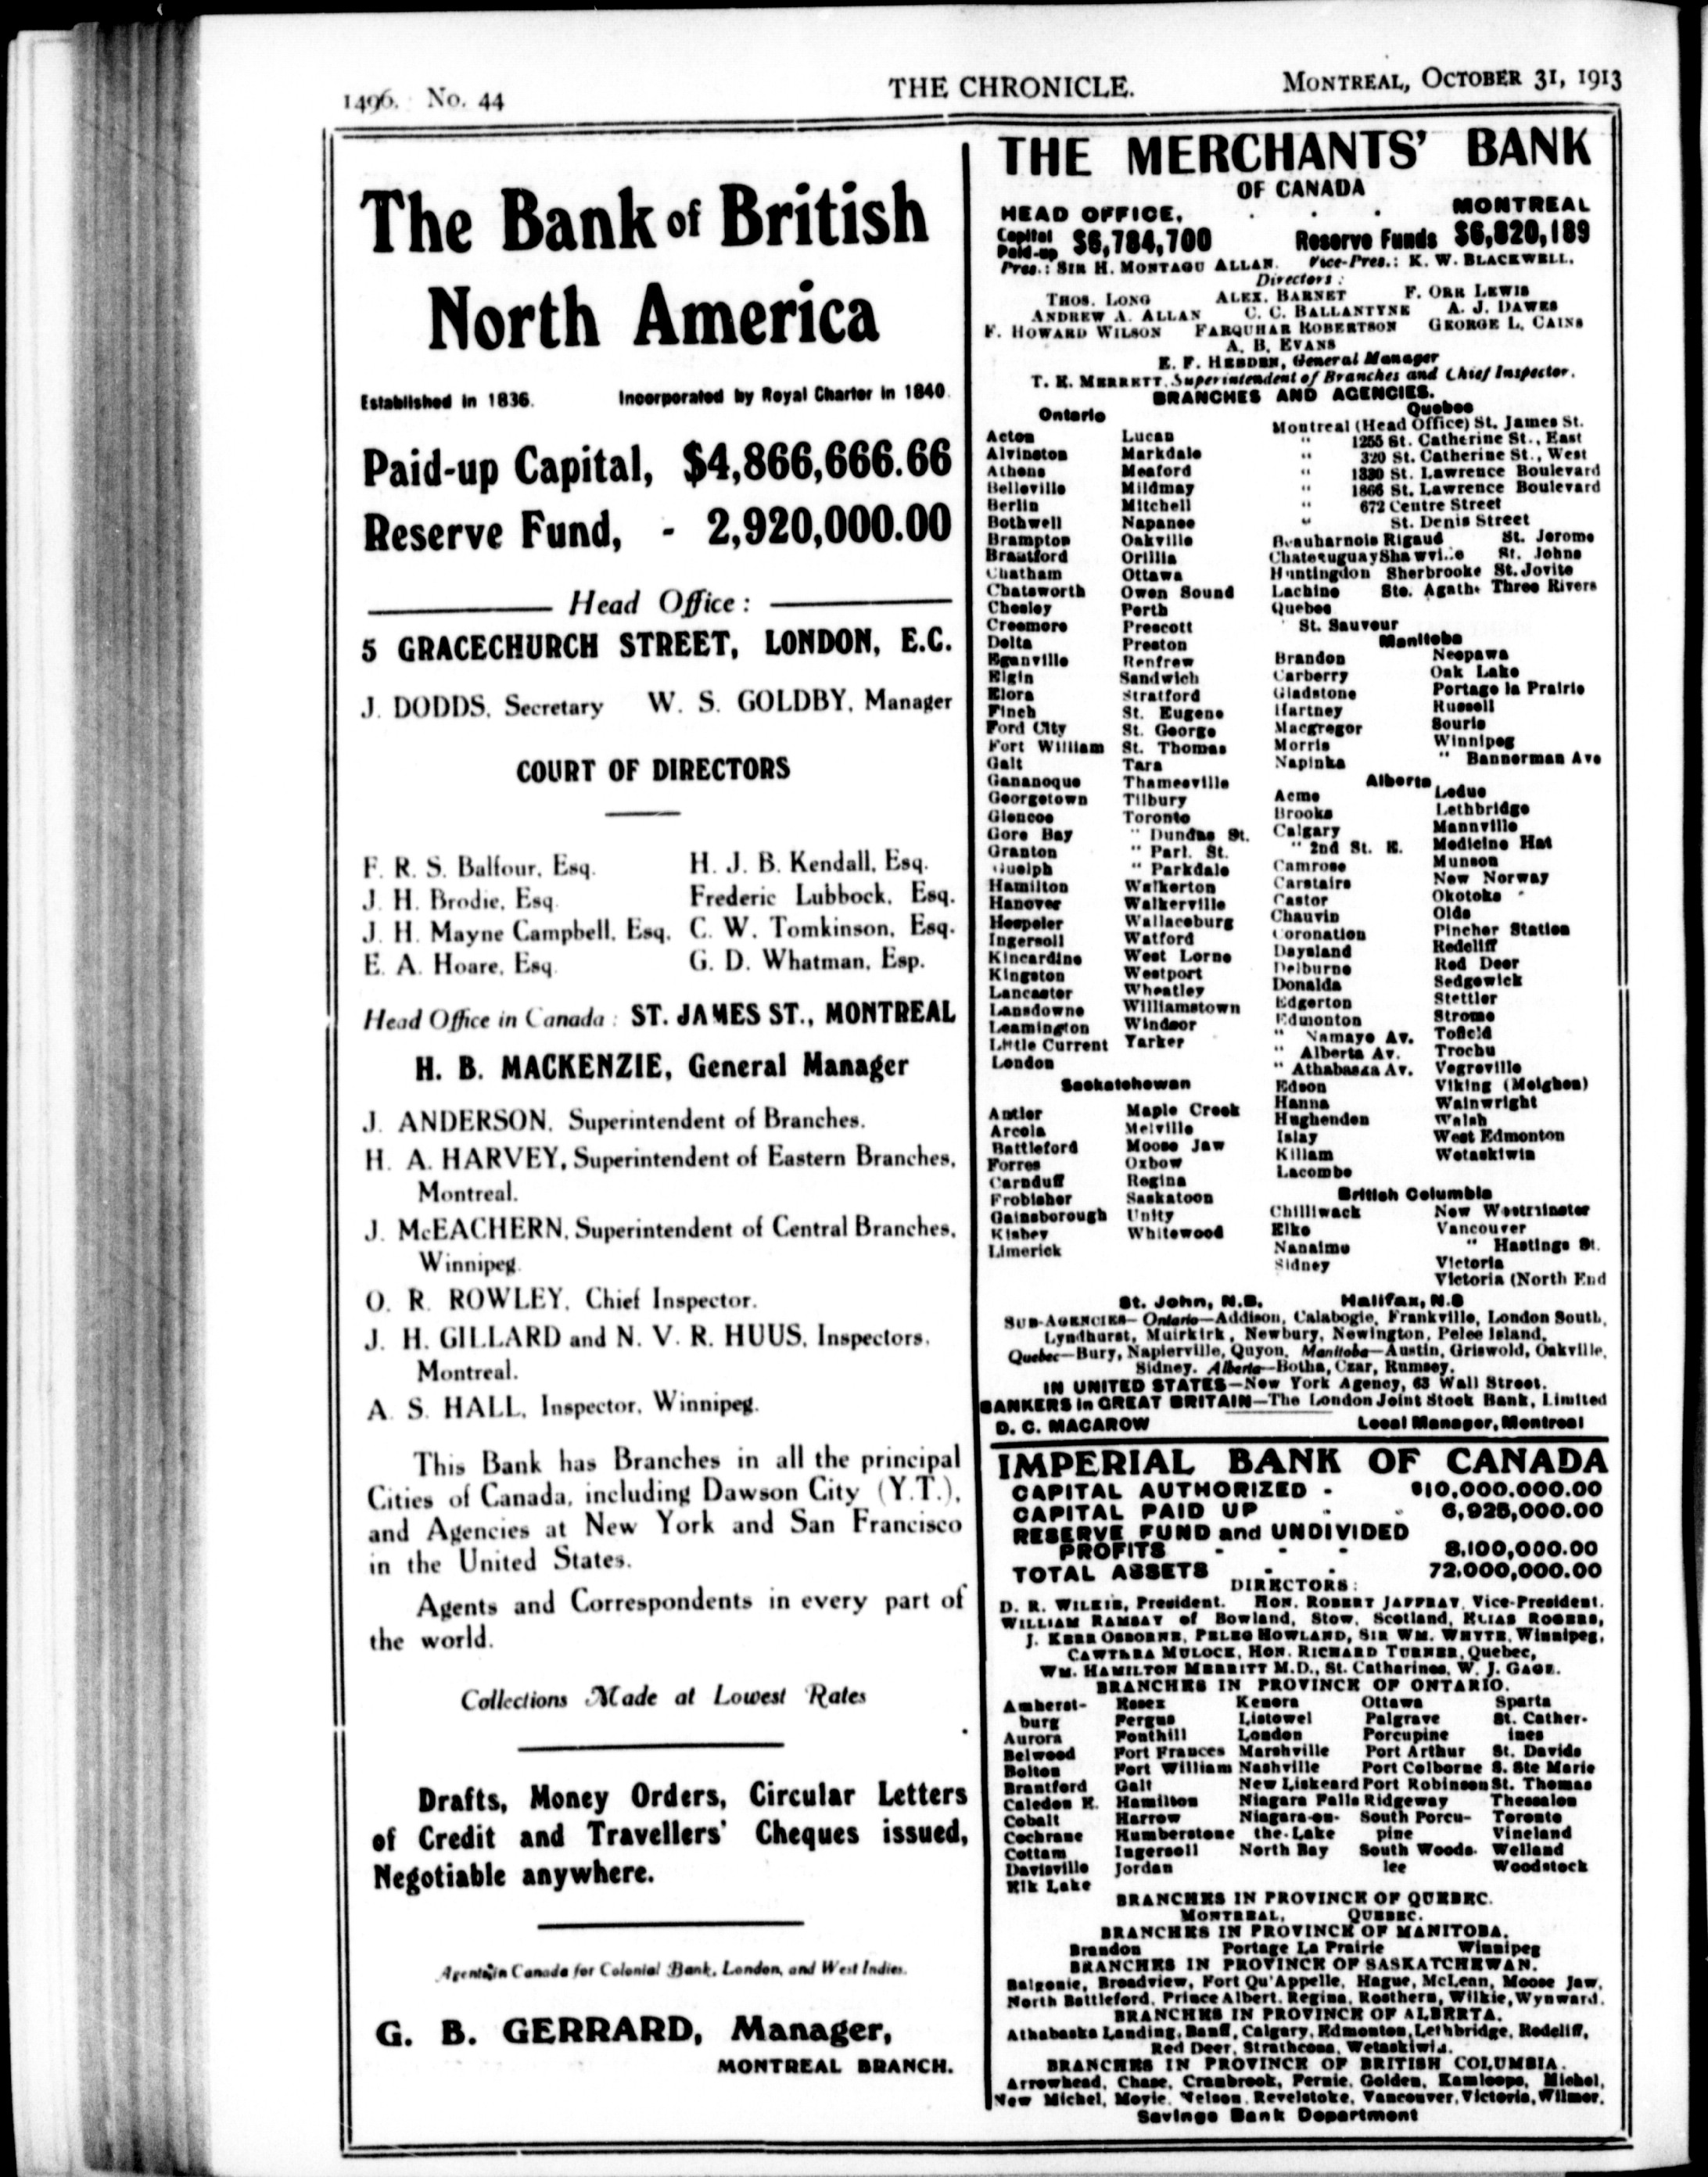 1496. No. 44
THE CHRONICLE.
MONTREAL, OCTOBER 31, 1913
The Bank of British
North America
Established in 1836.
Incorporated by Royal Charter in 1840.
Paid-up Capital, $4,866,666.66
Reserve Fund, - 2,920,000.00
Head Office:
5 GRACECHURCH STREET, LONDON, E.C.
J. DODDS, Secretary W. S. GOLDBY, Manager
COURT OF DIRECTORS
F. R. S. Balfour, Esq. H. J. B. Kendall, Esq.
J. H. Brodie, Esq. Frederic Lubbock, Esq.
J. H. Mayne Campbell, Esq. C. W. Tomkinson, Esq.
E. A. Hoare, Esq. G. D. Whatman, Esp.
Head Office in Canada: ST. JAMES ST., MONTREAL
H. B. MACKENZIE, General Manager
J. ANDERSON, Superintendent of Branches.
H. A. HARVEY, Superintendent of Eastern Branches,
Montreal.
J. McEACHERN, Superintendent of Central Branches,
Winnipeg.
O. R. ROWLEY, Chief Inspector.
J. H. GILLARD and N. V. R. HUUS, Inspectors,
Montreal.
A. S. HALL, Inspector, Winnipeg.
This Bank has Branches in all the principal
Cities of Canada, including Dawson City (Y.T.),
and Agencies at New York and San Francisco
in the United States.
Agents and Correspondents in every part of
the world.
Collections Made at Lowest Rates
Drafts, Money Orders, Circular Letters
of Credit and Travellers' Cheques issued,
Negotiable anywhere.
Agents in Canada for Colonial Bank, London, and West Indies.
G. B. GERRARD, Manager,
MONTREAL BRANCH.
THE MERCHANTS' BANK
OF CANADA
HEAD OFFICE, . . . MONTREAL
Capital Paid-up $6,784,700 Reserve Funds $6,820,189
Pres.: SIR H. MONTAGU ALLAN. Vice-Pres.: K. W. BLACKWELL.
Directors:
THOS. LONG ALEX. BARNET F. ORR LEWIS
ANDREW A. ALLAN C. C. BALLANTYNE A. J. DAWES
F. HOWARD WILSON FARQUHAR ROBERTSON GEORGE L. CAINS
A. B. EVANS
E. F. HEBDEN, General Manager
T. E. MERRETT, Superintendent of Branches and Chief Inspector.
BRANCHES AND AGENCIES.
Ontario
Acton Lucan
Alvinston Markdale
Athens Meaford
Belleville Mildmay
Berlin Mitchell
Bothwell Napanee
Brampton Oakville
Brantford Orillia
Chatham Ottawa
Chatsworth Owen Sound
Chesley Perth
Creemore Prescott
Delta Preston
Eganville Renfrew
Elgin Sandwich
Elora Stratford
Finch St. Eugene
Ford City St. George
Fort William St. Thomas
Galt Tara
Gananoque Thamesville
Georgetown Tilbury
Glencoe Toronto
Gore Bay " Dundas St.
Granton " Parl. St.
Guelph " Parkdale
Hamilton Walkerton
Hanover Walkerville
Hespeler Wallaceburg
Ingersoll Watford
Kincardine West Lorne
Kingston Westport
Lancaster Wheatley
Lansdowne Williamstown
Leamington Windsor
Little Current Yarker
London
Saskatchewan
Antler Maple Creek
Arcola Melville
Battleford Moose Jaw
Forres Oxbow
Carnduff Regina
Frobisher Saskatoon
Gainsborough Unity
Kisbey Whitewood
Limerick
Quebec
Montreal (Head Office) St. James St.
" 1255 St. Catherine St., East
" 320 St. Catherine St., West
" 1330 St. Lawrence Boulevard
" 1866 St. Lawrence Boulevard
" 672 Centre Street
" St. Denis Street
Beauharnois Rigaud St. Jerome
Chateauguay St. Johns
Huntingdon Sherbrooke St. Jovite
Lachine Ste. Agathe Three Rivers
Quebec
St. Sauveur
Manitoba
Brandon Neepawa
Carberry Oak Lake
Gladstone Portage la Prairie
Hartney Russell
Macgregor Souris
Morris Winnipeg
Napinka " Bannerman Ave
Alberta
Acme Leduc
Brooks Lethbridge
Calgary Mannville
" 2nd St. E. Medicine Hat
Camrose Munson
Carstairs New Norway
Castor Okotoks
Chauvin Olds
Coronation Pincher Station
Daysland Redcliff
Delburne Red Deer
Donalda Sedgewick
Edgerton Stettler
Edmonton Strome
" Namayo Av. Tofield
" Alberta Av. Trochu
" Athabasca Av. Vegreville
Edson Viking (Meighen)
Hanna Wainwright
Hughenden Walsh
Islay West Edmonton
Killam Wetaskiwin
Lacombe
British Columbia
Chilliwack New Westminster
Elko Vancouver
Nanaimo " Hastings St.
Sidney Victoria
Victoria (North End
St. John, N.B. Halifax, N.S
SUB-AGENCIES—Ontario—Addison, Calabogie, Frankville, London South,
Lyndhurst, Muirkirk, Newbury, Newington, Pelee Island.
Quebec—Bury, Napierville, Quyon. Manitoba—Austin, Griswold, Oakville,
Sidney. Alberta—Botha, Czar, Rumsey.
IN UNITED STATES—New York Agency, 63 Wall Street.
BANKERS in GREAT BRITAIN—The London Joint Stock Bank, Limited
D. C. MACAROW Local Manager, Montreal
IMPERIAL BANK OF CANADA
CAPITAL AUTHORIZED - $10,000,000.00
CAPITAL PAID UP - - 6,925,000.00
RESERVE FUND and UNDIVIDED
PROFITS - - - 8,100,000.00
TOTAL ASSETS - - 72,000,000.00
DIRECTORS:
D. R. WILKIE, President. HON. ROBERT JAFFRAY, Vice-President.
WILLIAM RAMSAY of Bowland, Stow, Scotland, ELIAS ROGERS,
J. KERR OSBORNE, PELEG HOWLAND, SIR WM. WHYTE, Winnipeg,
CAWTHRA MULOCK, HON. RICHARD TURNER, Quebec,
WM. HAMILTON MERRITT M.D., St. Catharines, W. J. GAGE.
BRANCHES IN PROVINCE OF ONTARIO.
Amherst- Essex Kenora Ottawa Sparta
burg Fergus Listowel Palgrave St. Cather-
Aurora Fonthill London Porcupine ines
Belwood Fort Frances Marshville Port Arthur St. Davids
Bolton Fort William Nashville Port Colborne S. Ste Marie
Brantford Galt New Liskeard Port Robinson St. Thomas
Caledon E. Hamilton Niagara Falls Ridgeway Thessalon
Cobalt Harrow Niagara-on- South Porcu- Toronto
Cochrane Humberstone the-Lake pine Vineland
Cottam Ingersoll North Bay South Woods- Welland
Davisville Jordan lee Woodstock
Elk Lake
BRANCHES IN PROVINCE OF QUEBEC.
MONTREAL, QUEBEC.
BRANCHES IN PROVINCE OF MANITOBA.
Brandon Portage La Prairie Winnipeg
BRANCHES IN PROVINCE OF SASKATCHEWAN.
Balgonie, Broadview, Fort Qu'Appelle, Hague, McLean, Moose Jaw,
North Battleford, Prince Albert, Regina, Rosthern, Wilkie, Wynward.
BRANCHES IN PROVINCE OF ALBERTA.
Athabaska Landing, Banff, Calgary, Edmonton, Lethbridge, Redcliff,
Red Deer, Strathcona, Wetaskiwin.
BRANCHES IN PROVINCE OF BRITISH COLUMBIA.
Arrowhead, Chase, Cranbrook, Fernie, Golden, Kamloops, Michel,
New Michel, Moyie, Nelson, Revelstoke, Vancouver, Victoria, Wilmer.
Savings Bank Department